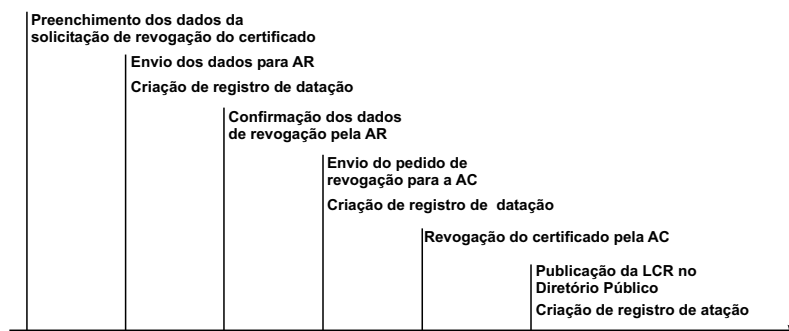 Preenchimento dos dados da
solicitação de revogação do certificado
Envio dos dados para AR
Criação de registro de datação
Confirmação dos dados
de revogação pela AR
Envio do pedido de
revogação para a AC
Criação de registro de datação
Revogação do certificado pela AC
Publicação da LCR no
Diretório Público
Criação de registro de atação